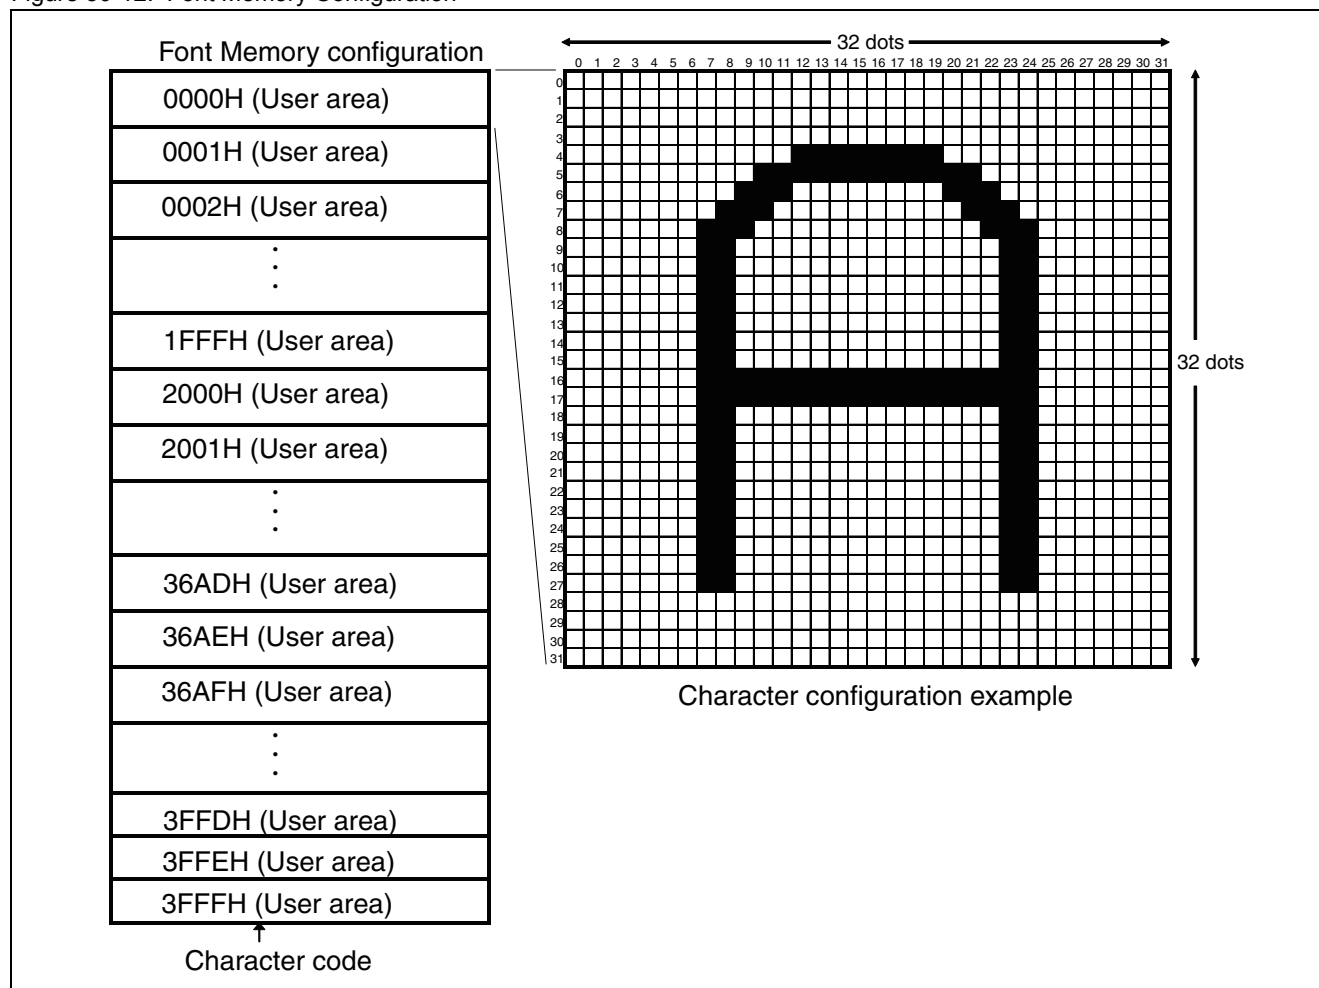 Font Memory configuration
0000H (User area)
0001H (User area)
0002H (User area)
1FFFH (User area)
2000H (User area)
2001H (User area)
36ADH (User area)
36AEH (User area)
36AFH (User area)
3FFDH (User area)
3FFEH (User area)
3FFFH (User area)
Character code
32 dots
0 1 2 3 4 5 6 7 8 9 10 11 12 13 14 15 16 17 18 19 20 21 22 23 24 25 26 27 28 29 30 31
0
1
2
3
4
5
6
7
8
9
10
11
12
13
14
15
16
17
18
19
20
21
22
23
24
25
26
27
28
29
30
31
32 dots
Character configuration example